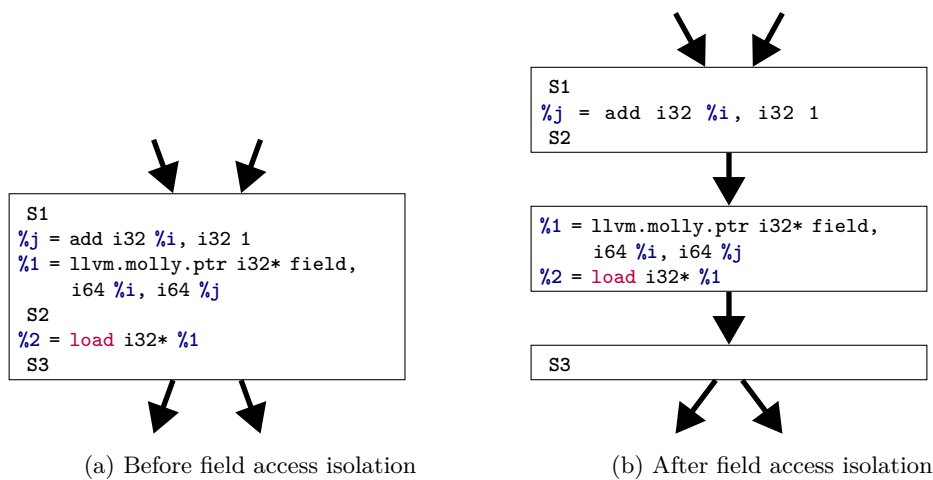 S1
%j = add i32 %i, i32 1
%1 = llvm.molly.ptr i32* field,
i64 %i, i64 %j
S2
%2 = load i32* %1
S3
(a) Before field access isolation
S1
%j = add i32 %i, i32 1
S2
%1 = llvm.molly.ptr i32* field,
i64 %i, i64 %j
%2 = load i32* %1
S3
(b) After field access isolation